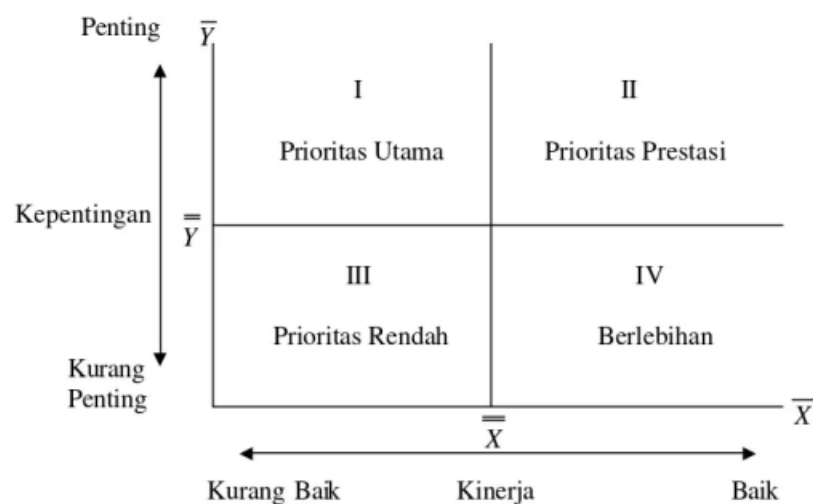 Penting
Y̅
I
II
Prioritas Utama
Prioritas Prestasi
Kepentingan
Y̿
III
IV
Prioritas Rendah
Berlebihan
Kurang
Penting
X̅
X̿
Kurang Baik
Kinerja
Baik